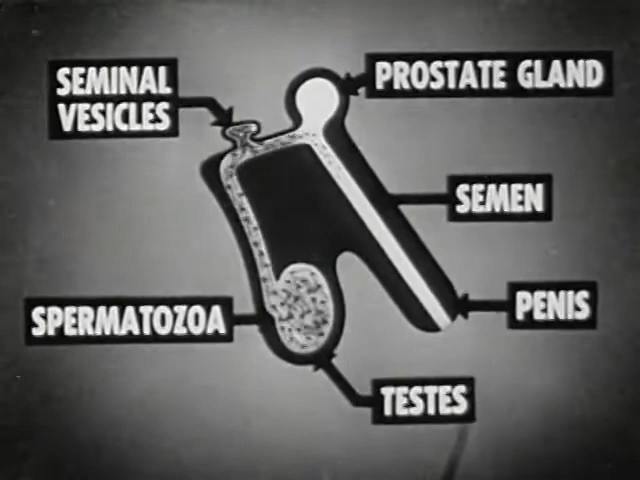 SEMINAL
VESICLES
PROSTATE GLAND
SEMEN
SPERMATOZOA
PENIS
TESTES